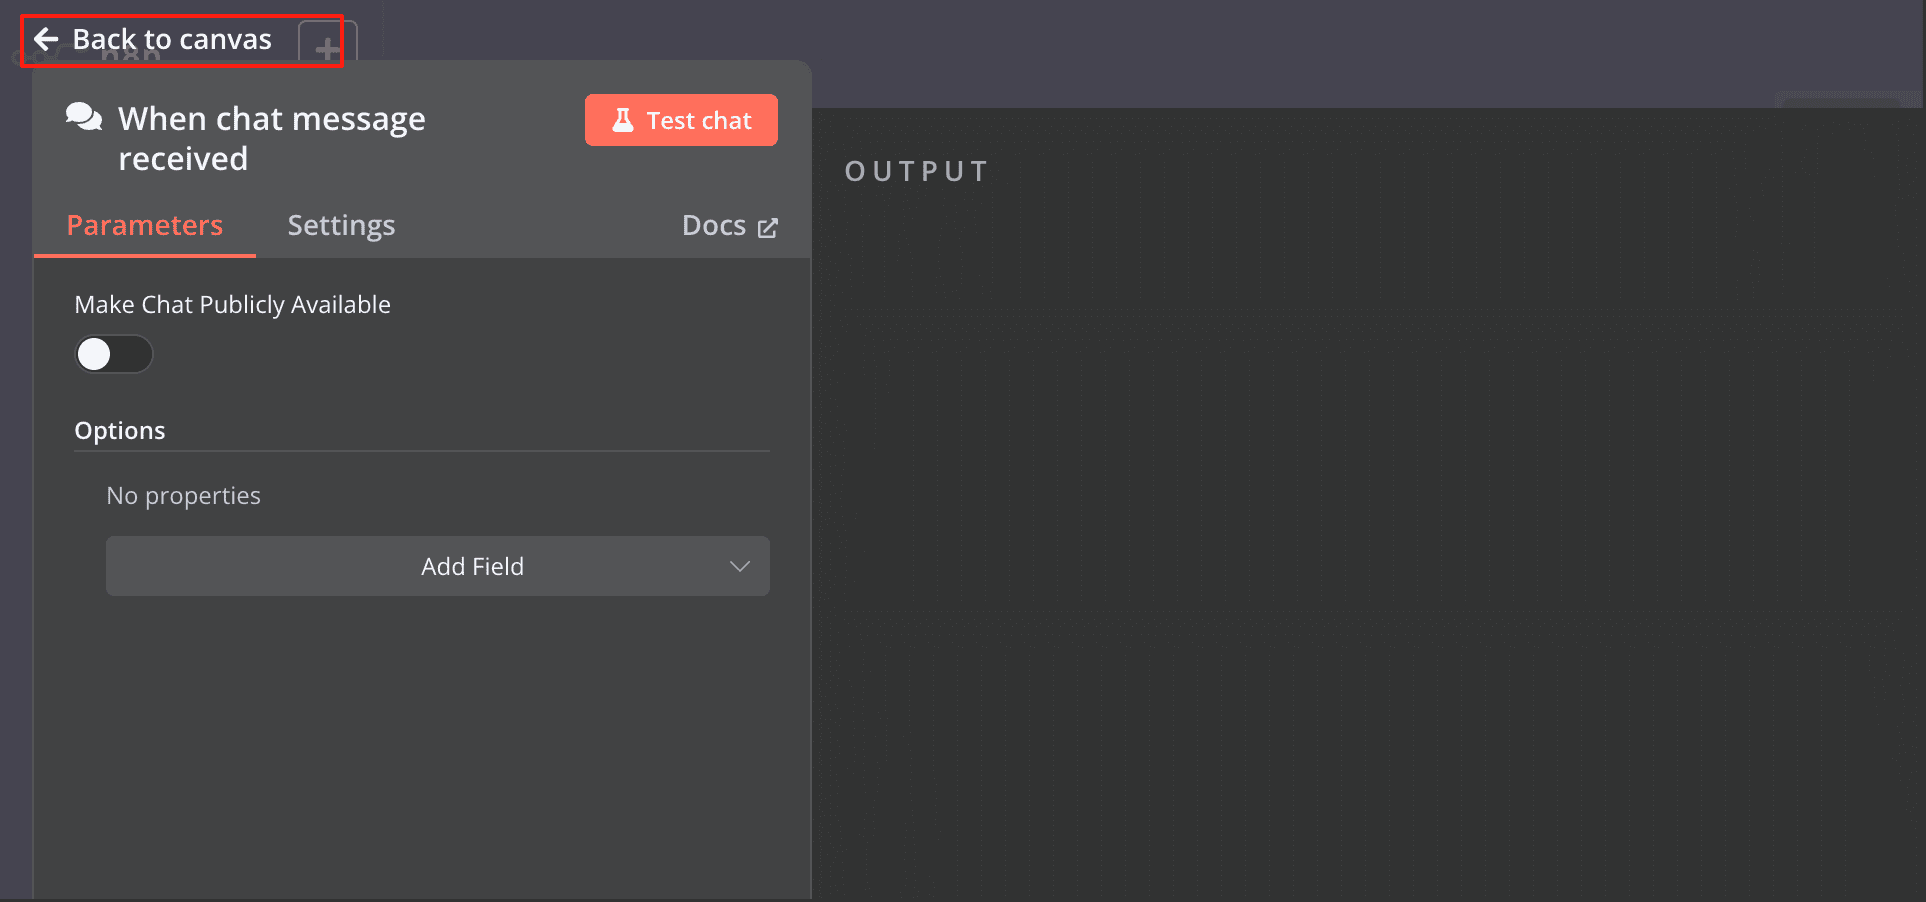 Back to canvas
n8n
When chat message
received
Test chat
OUTPUT
Parameters
Settings
Docs
Make Chat Publicly Available
Options
No properties
Add Field